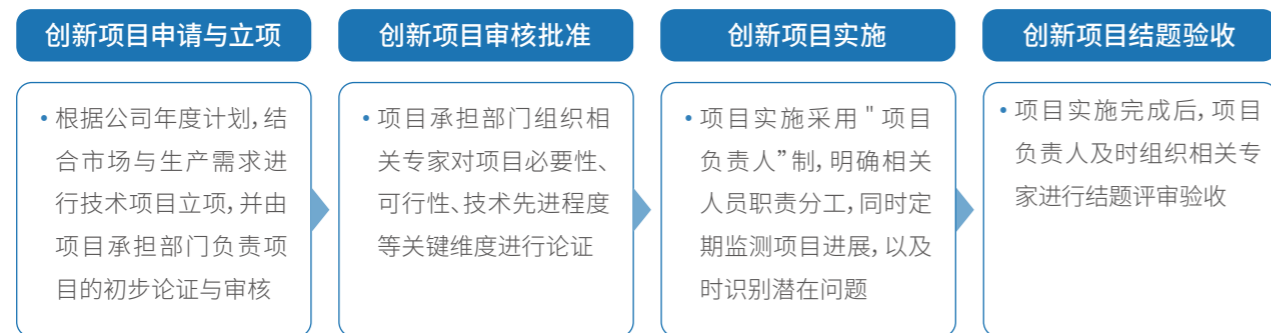 创新项目申请与立项
• 根据公司年度计划，结
合市场与生产需求进
行技术项目立项，并由
项目承担部门负责项
目的初步论证与审核
创新项目审核批准
• 项目承担部门组织相
关专家对项目必要性、
可行性、技术先进程度
等关键维度进行论证
创新项目实施
• 项目实施采用＂项目
负责人”制，明确相关
人员职责分工，同时定
期监测项目进展，以及
时识别潜在问题
创新项目结题验收
• 项目实施完成后，项目
负责人及时组织相关专
家进行结题评审验收